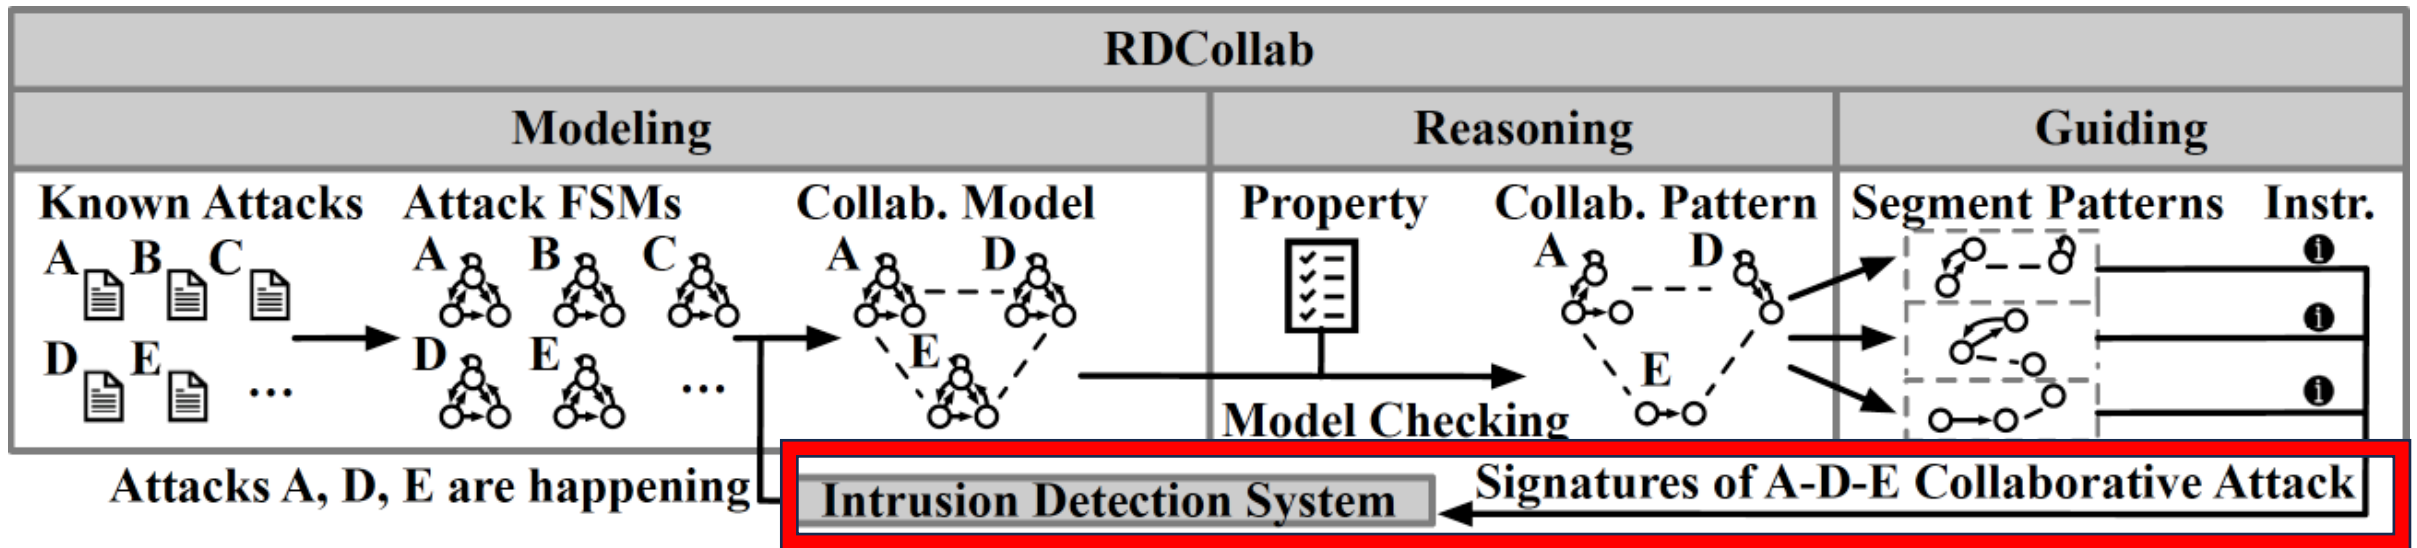 RDCollab
Modeling
Reasoning
Guiding
Known Attacks
Attack FSMs
Collab. Model
Property
Collab. Pattern
Segment Patterns
Instr.
A B C
D E ...
A B C
D E ...
A D
E
A D
E
i
i
i
Model Checking
Attacks A, D, E are happening
Intrusion Detection System
Signatures of A-D-E Collaborative Attack